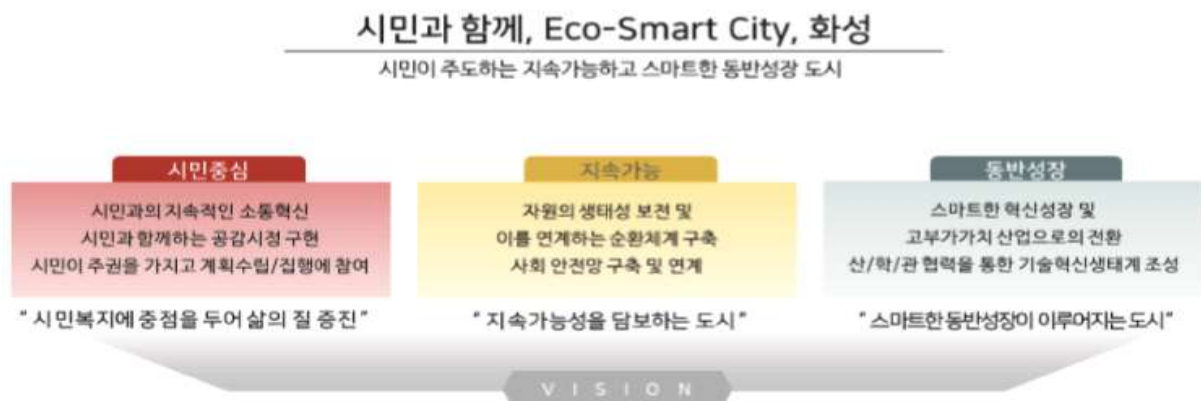 시민과 함께, Eco-Smart City, 화성
시민이 주도하는 지속가능하고 스마트한 동반성장 도시
시민중심
시민과의 지속적인 소통혁신
시민과 함께하는 공감시정 구현
시민이 주권을 가지고 계획수립/집행에 참여
" 시민복지에 중점을 두어 삶의 질 증진"
지속가능
자원의 생태성 보전 및
이를 연계하는 순환체계 구축
사회 안전망 구축 및 연계
" 지속가능성을 담보하는 도시"
동반성장
스마트한 혁신성장 및
고부가가치 산업으로의 전환
산/학/관 협력을 통한 기술혁신생태계 조성
" 스마트한 동반성장이 이루어지는 도시"
VISION